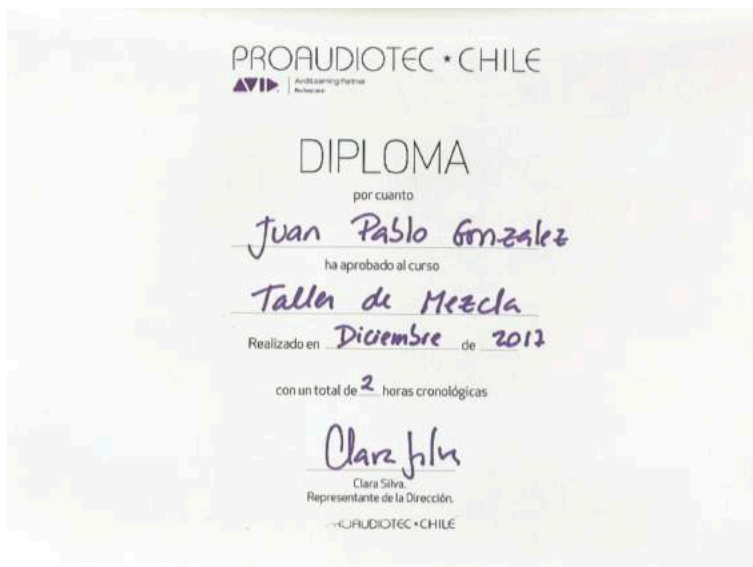 PROAUDIOTEC • CHILE
AVID | Avid Learning Partner
DIPLOMA
por cuanto
Juan Pablo Gonzalez
ha aprobado al curso
Taller de Mezcla
Realizado en Diciembre de 2017
con un total de 2 horas cronológicas
Clara Silva
Clara Silva.
Representante de la Dirección.
PROAUDIOTEC • CHILE